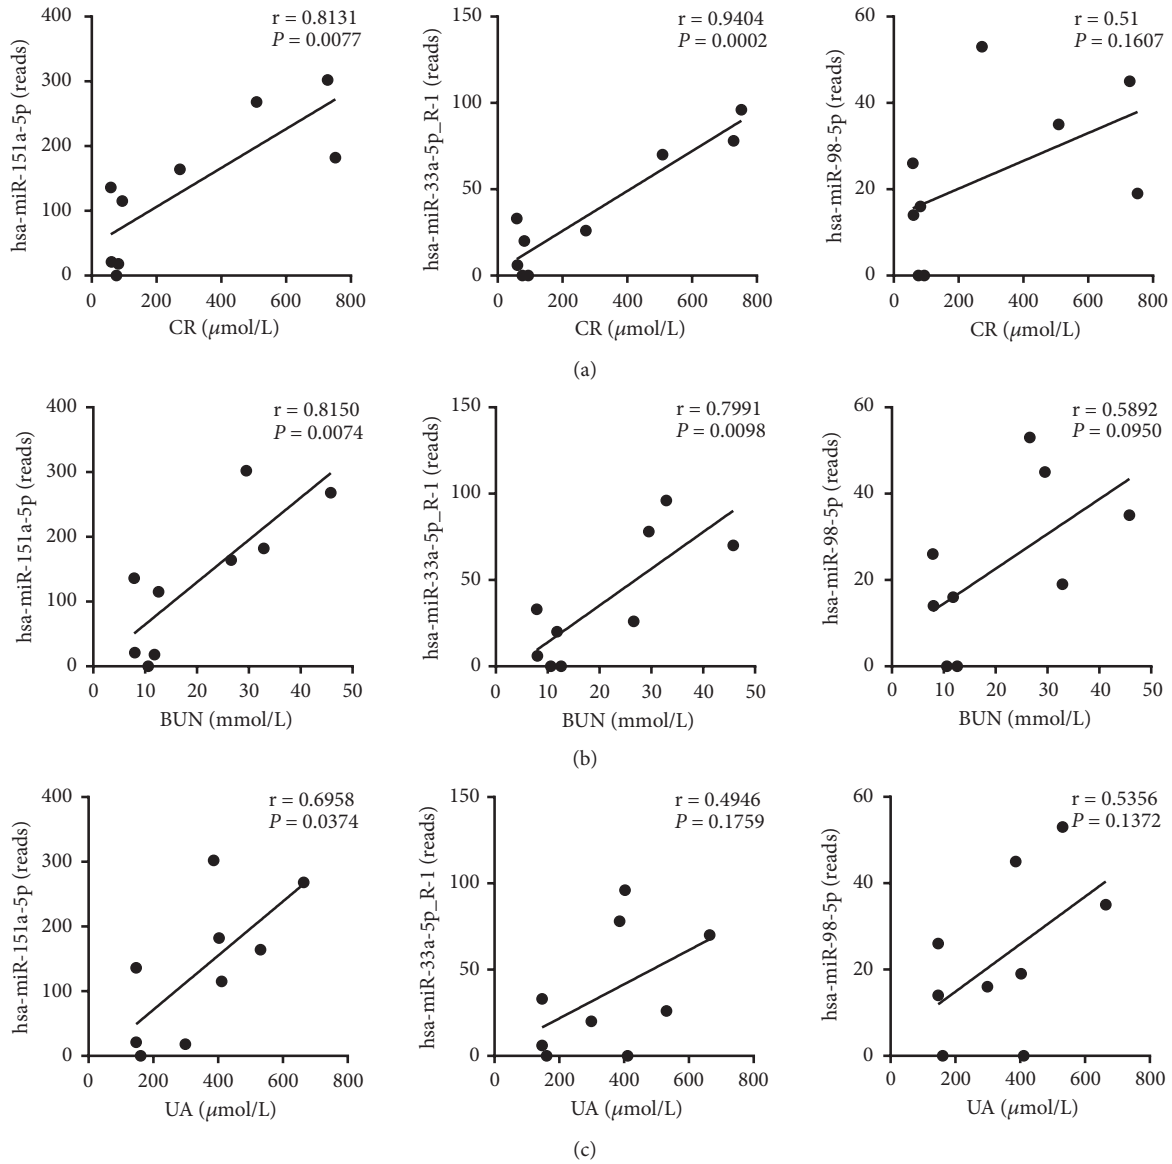 r = 0.8131
P = 0.0077
hsa-miR-151a-5p (reads)
400
300
200
100
0
0 200 400 600 800
CR (μmol/L)
r = 0.9404
P = 0.0002
hsa-miR-33a-5p_R-1 (reads)
150
100
50
0
0 200 400 600 800
CR (μmol/L)
r = 0.51
P = 0.1607
hsa-miR-98-5p (reads)
60
40
20
0
0 200 400 600 800
CR (μmol/L)
(a)
r = 0.8150
P = 0.0074
hsa-miR-151a-5p (reads)
400
300
200
100
0
0 10 20 30 40 50
BUN (mmol/L)
r = 0.7991
P = 0.0098
hsa-miR-33a-5p_R-1 (reads)
150
100
50
0
0 10 20 30 40 50
BUN (mmol/L)
r = 0.5892
P = 0.0950
hsa-miR-98-5p (reads)
60
40
20
0
0 10 20 30 40 50
BUN (mmol/L)
(b)
r = 0.6958
P = 0.0374
hsa-miR-151a-5p (reads)
400
300
200
100
0
0 200 400 600 800
UA (μmol/L)
r = 0.4946
P = 0.1759
hsa-miR-33a-5p_R-1 (reads)
150
100
50
0
0 200 400 600 800
UA (μmol/L)
r = 0.5356
P = 0.1372
hsa-miR-98-5p (reads)
60
40
20
0
0 200 400 600 800
UA (μmol/L)
(c)